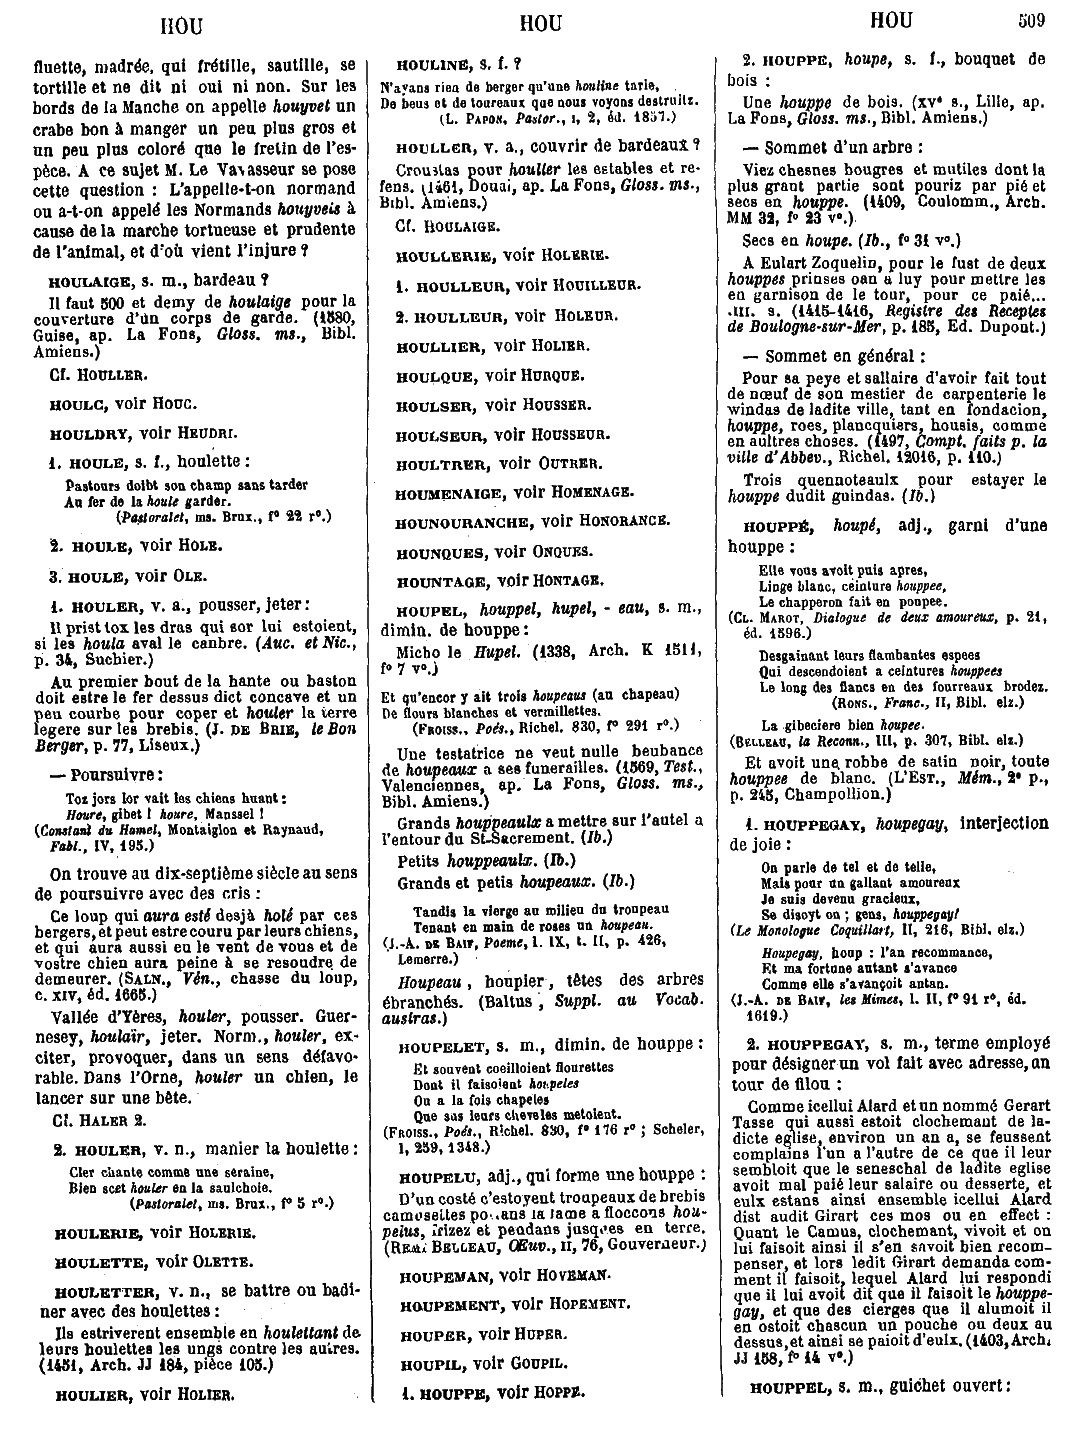 HOU
HOU
HOU
509
fluette, madrée, qui frétille, sautille, se
tortille et ne dit ni oui ni non. Sur les
bords de la Manche on appelle houyvet un
crabe bon à manger un peu plus gros et
un peu plus coloré que le fretin de l'es-
pèce. A ce sujet M. Le Vavasseur se pose
cette question : L'appelle-t-on normand
ou a-t-on appelé les Normands houyveis à
cause de la marche tortueuse et prudente
de l'animal, et d'où vient l'injure ?
HOULAIGE, s. m., bardeau ?
Il faut 500 et demy de houlaige pour la
couverture d'un corps de garde. (1580,
Guise, ap. La Fons, Gloss. ms., Bibl.
Amiens.)
Cf. HOULLER.
HOULC, voir HOUC.
HOULDRY, voir HEUDRI.
1. HOULE, s. f., houlette :
Pastours doibt son champ sans tarder
Au fer de la houle garder.
(Pastoralet, ms. Brux., f° 22 r°.)
2. HOULE, voir HOLE.
3. HOULE, voir OLE.
1. HOULER, v. a., pousser, jeter :
Il prist tox les dras qui sor lui estoient,
si les houla aval le canbre. (Auc. et Nic.,
p. 34, Suchier.)
Au premier bout de la hante ou baston
doit estre le fer dessus dict concave et un
peu courbe pour coper et houler la terre
legere sur les brebis. (J. DE BRIE, le Bon
Berger, p. 77, Liseux.)
— Poursuivre :
Toz jors lor vait les chiens huant :
Houre, gibet ! houre, Manssel !
(Constant du Hamel, Montaiglon et Raynaud,
Fabl., IV, 195.)
On trouve au dix-septième siècle au sens
de poursuivre avec des cris :
Ce loup qui aura esté desjà holé par ces
bergers, et peut estre couru par leurs chiens,
et qui aura aussi eu le vent de vous et de
vostre chien aura peine à se resoudre de
demeurer. (SALN., Vén., chasse du loup,
c. XIV, éd. 1665.)
Vallée d'Yères, houler, pousser. Guer-
nesey, houlaïr, jeter. Norm., houler, ex-
citer, provoquer, dans un sens défavo-
rable. Dans l'Orne, houler un chien, le
lancer sur une bête.
Cf. HALER 2.
2. HOULER, v. n., manier la houlette :
Cler chante comme une seraine,
Bien scet houler en la saulchoie.
(Pastoralet, ms. Brux., f° 5 r°.)
HOULERIE, voir HOLERIE.
HOULETTE, voir OLETTE.
HOULETTER, v. n., se battre ou badi-
ner avec des houlettes :
Ils estriverent ensemble en houlettant de
leurs houlettes les ungs contre les autres.
(1451, Arch. JJ 184, pièce 105.)
HOULIER, voir HOLIER.
HOULINE, s. f. ?
N'ayans rien de berger qu'une houline tarie,
De beus et de toureaux que nous voyons destruitz.
(L. PAPON, Pastor., I, 2, éd. 1857.)
HOULLER, v. a., couvrir de bardeaux ?
Croustas pour houller les estables et re-
fens. (1461, Douai, ap. La Fons, Gloss. ms.,
Bibl. Amiens.)
Cf. HOULAIGE.
HOULLERIE, voir HOLERIE.
1. HOULLEUR, voir HOUILLEUR.
2. HOULLEUR, voir HOLEUR.
HOULLIER, voir HOLIER.
HOULQUE, voir HURQUE.
HOULSER, voir HOUSSER.
HOULSEUR, voir HOUSSEUR.
HOULTRER, voir OUTRER.
HOUMENAIGE, voir HOMENAGE.
HOUNOURANCHE, voir HONORANCE.
HOUNQUES, voir ONQUES.
HOUNTAGE, voir HONTAGE.
HOUPEL, houppel, hupel, - eau, s. m.,
dimin. de houppe :
Micho le Hupel. (1338, Arch. K 1511,
f° 7 v°.)
Et qu'encor y ait trois houpeaus (au chapeau)
De flours blanches et vermillettes.
(FROISS., Poés., Richel. 830, f° 291 r°.)
Une testatrice ne veut nulle beubance
de houpeaux a ses funerailles. (1569, Test.,
Valenciennes, ap. La Fons, Gloss. ms.,
Bibl. Amiens.)
Grands houppeaulx a mettre sur l'autel a
l'entour du St-Sacrement. (Ib.)
Petits houppeaulx. (Ib.)
Grands et petis houpeaux. (Ib.)
Tandis la vierge au milieu du troupeau
Tenant en main de roses un houpeau.
(J.-A. DE BAIF, Poeme, l. IX, t. II, p. 426,
Lemerre.)
Houpeau, houpier, têtes des arbres
ébranchés. (Baltus, Suppl. au Vocab.
austras.)
HOUPELET, s. m., dimin. de houppe :
Et souvent coeilloient flourettes
Dont il faisoient houpeles
Ou a la fois chapeles
Que sus leurs cheveles metoient.
(FROISS., Poés., Richel. 830, f° 176 r° ; Scheler,
I, 259, 1348.)
HOUPELU, adj., qui forme une houppe :
D'un costé c'estoyent troupeaux de brebis
camusettes portans la lame a floccons hou-
pelus, frizez et pendans jusques en terre.
(REMI BELLEAU, Œuv., II, 76, Gouverneur.)
HOUPEMAN, voir HOVEMAN.
HOUPEMENT, voir HOPEMENT.
HOUPER, voir HUPER.
HOUPIL, voir GOUPIL.
1. HOUPPE, voir HOPPE.
2. HOUPPE, houpe, s. f., bouquet de
bois :
Une houppe de bois. (XV° s., Lille, ap.
La Fons, Gloss. ms., Bibl. Amiens.)
— Sommet d'un arbre :
Viez chesnes bougres et mutiles dont la
plus grant partie sont pouriz par pié et
secs en houppe. (1409, Coulomm., Arch.
MM 32, f° 23 v°.)
Secs en houpe. (Ib., f° 31 v°.)
A Eulart Zoquelin, pour le fust de deux
houppes prinses oan a luy pour mettre les
en garnison de le tour, pour ce paié...
.III. s. (1415-1416, Registre des Receptes
de Boulogne-sur-Mer, p. 185, Ed. Dupont.)
— Sommet en général :
Pour sa peye et sallaire d'avoir fait tout
de nœuf de son mestier de carpenterie le
windas de ladite ville, tant en fondacion,
houppe, roes, plancquiers, housis, comme
en aultres choses. (1497, Compt. faits p. la
ville d'Abbev., Richel. 12016, p. 110.)
Trois quennoteaulx pour estayer le
houppe dudit guindas. (Ib.)
HOUPPÉ, houpé, adj., garni d'une
houppe :
Elle vous avoit puis apres,
Linge blanc, ceinture houppee,
Le chapperon fait en poupee.
(CL. MAROT, Dialogue de deux amoureux, p. 21,
éd. 1596.)
Desgainant leurs flambantes espees
Qui descendoient a ceintures houppees
Le long des flancs en des fourreaux brodez.
(RONS., Franc., II, Bibl. elz.)
La gibeciere bien houpee.
(BELLEAU, la Reconn., III, p. 307, Bibl. elz.)
Et avoit une robbe de satin noir, toute
houppee de blanc. (L'EST., Mém., 2° p.,
p. 245, Champollion.)
1. HOUPPEGAY, houpegay, interjection
de joie :
On parle de tel et de telle,
Mais pour un gallant amoureux
Je suis devenu gracieux,
Se disoyt on ; gens, houppegay!
(Le Monologue Coquillart, II, 216, Bibl. elz.)
Houpegay, houp : l'an recommance,
Et ma fortune autant s'avance
Comme elle s'avançoit antan.
(J.-A. DE BAIF, les Mimes, l. II, f° 91 r°, éd.
1619.)
2. HOUPPEGAY, s. m., terme employé
pour désigner un vol fait avec adresse, un
tour de filou :
Comme icellui Alard et un nommé Gerart
Tasse qui aussi estoit clochemant de la-
dicte eglise, environ un an a, se feussent
complains l'un a l'autre de ce que il leur
sembloit que le seneschal de ladite eglise
avoit mal paié leur salaire ou desserte, et
eulx estans ainsi ensemble icellui Alard
dist audit Girart ces mos ou en effect :
Quant le Camus, clochemant, vivoit et on
lui faisoit ainsi il s'en savoit bien recom-
penser, et lors ledit Girart demanda com-
ment il faisoit, lequel Alard lui respondi
que il lui avoit dit que il faisoit le houppe-
gay, et que des cierges que il alumoit il
en ostoit chascun un pouche ou deux au
dessus, et ainsi se paioit d'eulx. (1403, Arch.
JJ 158, f° 14 v°.)
HOUPPEL, s. m., guichet ouvert :